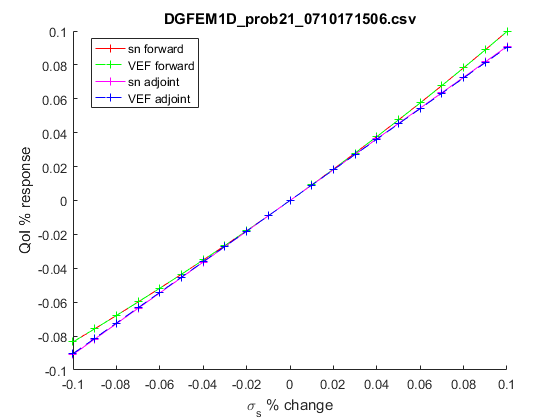 DGFEM1D_prob21_0710171506.csv
sn forward
VEF forward
sn adjoint
VEF adjoint
QoI % response
0.1
0.08
0.06
0.04
0.02
0
-0.02
-0.04
-0.06
-0.08
-0.1
-0.1 -0.08 -0.06 -0.04 -0.02 0 0.02 0.04 0.06 0.08 0.1
σs % change